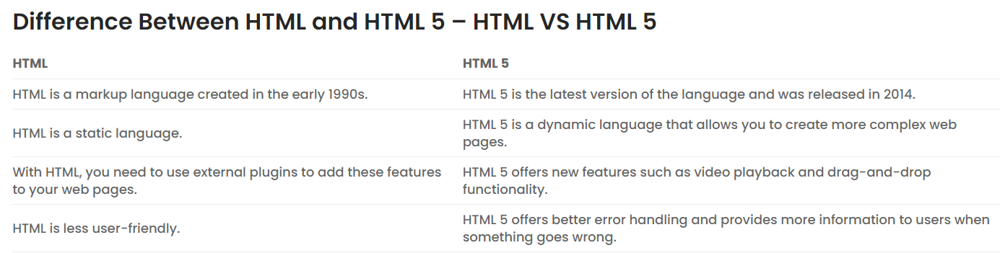 Difference Between HTML and HTML 5 – HTML VS HTML 5
HTML
HTML 5
HTML is a markup language created in the early 1990s.
HTML 5 is the latest version of the language and was released in 2014.
HTML is a static language.
HTML 5 is a dynamic language that allows you to create more complex web
pages.
With HTML, you need to use external plugins to add these features
to your web pages.
HTML 5 offers new features such as video playback and drag-and-drop
functionality.
HTML is less user-friendly.
HTML 5 offers better error handling and provides more information to users when
something goes wrong.